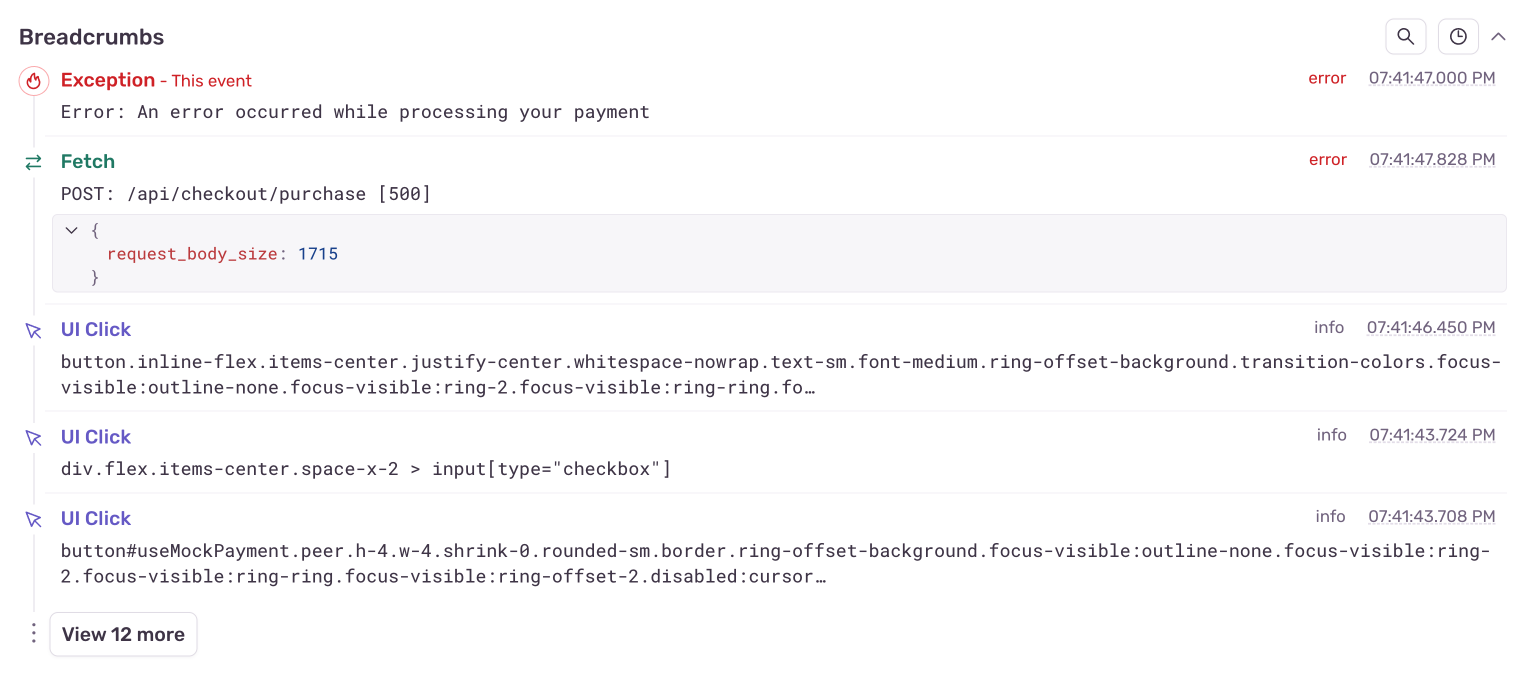 Breadcrumbs
Exception - This event error 07:41:47.000 PM
Error: An error occurred while processing your payment
Fetch error 07:41:47.828 PM
POST: /api/checkout/purchase [500]
{
request_body_size: 1715
}
UI Click info 07:41:46.450 PM
button.inline-flex.items-center.justify-center.whitespace-nowrap.text-sm.font-medium.ring-offset-background.transition-colors.focus-
visible:outline-none.focus-visible:ring-2.focus-visible:ring-ring.fo…
UI Click info 07:41:43.724 PM
div.flex.items-center.space-x-2 > input[type="checkbox"]
UI Click info 07:41:43.708 PM
button#useMockPayment.peer.h-4.w-4.shrink-0.rounded-sm.border.ring-offset-background.focus-visible:outline-none.focus-visible:ring-
2.focus-visible:ring-ring.focus-visible:ring-offset-2.disabled:cursor…
View 12 more